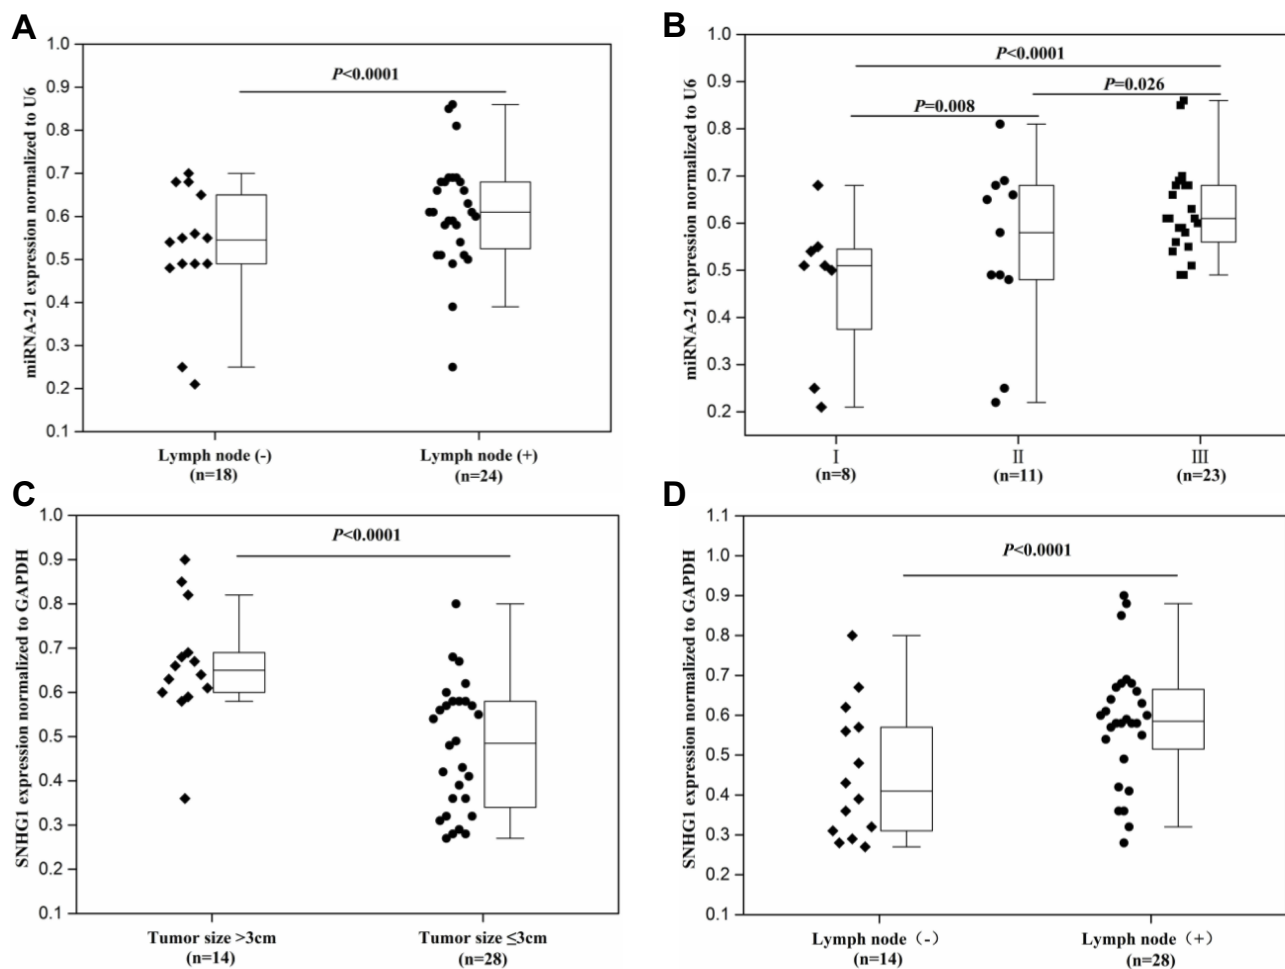 A
miRNA-21 expression normalized to U6
1.0
0.9
0.8
0.7
0.6
0.5
0.4
0.3
0.2
0.1
P<0.0001
Lymph node (-)
(n=18)
Lymph node (+)
(n=24)
B
miRNA-21 expression normalized to U6
1.0
0.9
0.8
0.7
0.6
0.5
0.4
0.3
0.2
P<0.0001
P=0.026
P=0.008
I
(n=8)
II
(n=11)
III
(n=23)
C
SNHG1 expression normalized to GAPDH
1.0
0.9
0.8
0.7
0.6
0.5
0.4
0.3
0.2
0.1
P<0.0001
Tumor size >3cm
(n=14)
Tumor size ≤3cm
(n=28)
D
SNHG1 expression normalized to GAPDH
1.1
1.0
0.9
0.8
0.7
0.6
0.5
0.4
0.3
0.2
0.1
P<0.0001
Lymph node（-）
(n=14)
Lymph node（+）
(n=28)